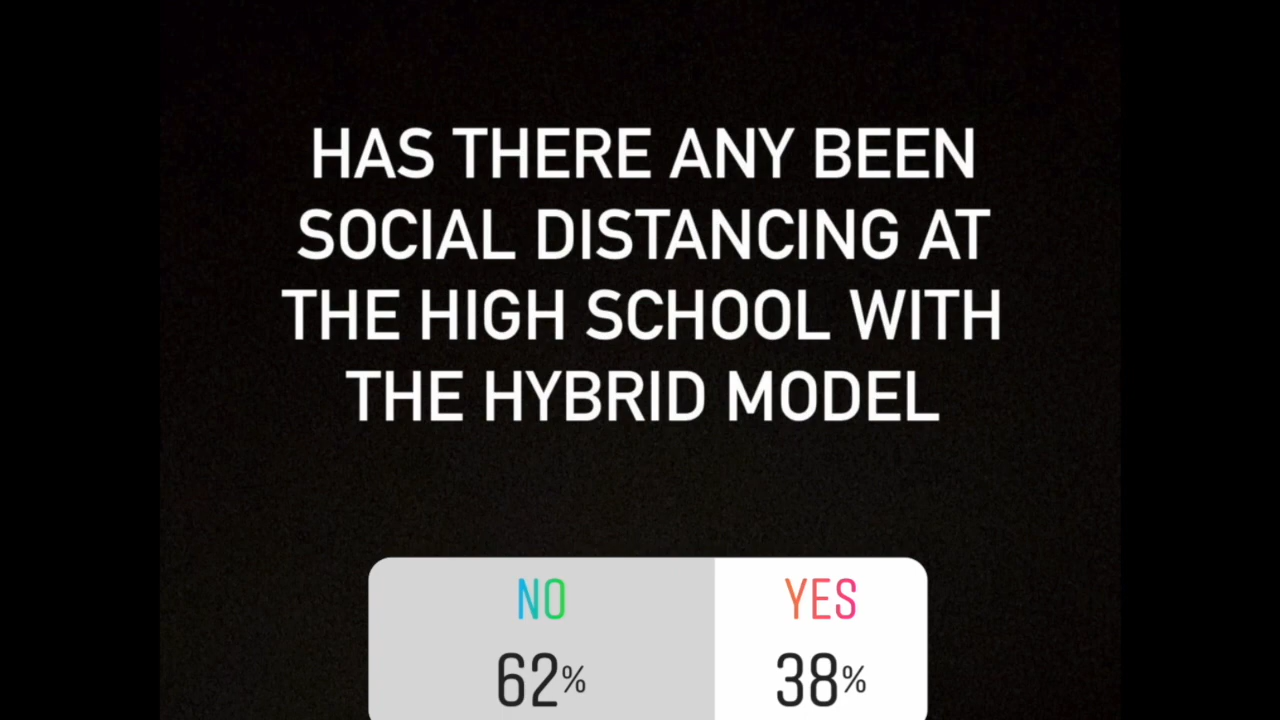 HAS THERE ANY BEEN
SOCIAL DISTANCING AT
THE HIGH SCHOOL WITH
THE HYBRID MODEL
NO YES
62% 38%